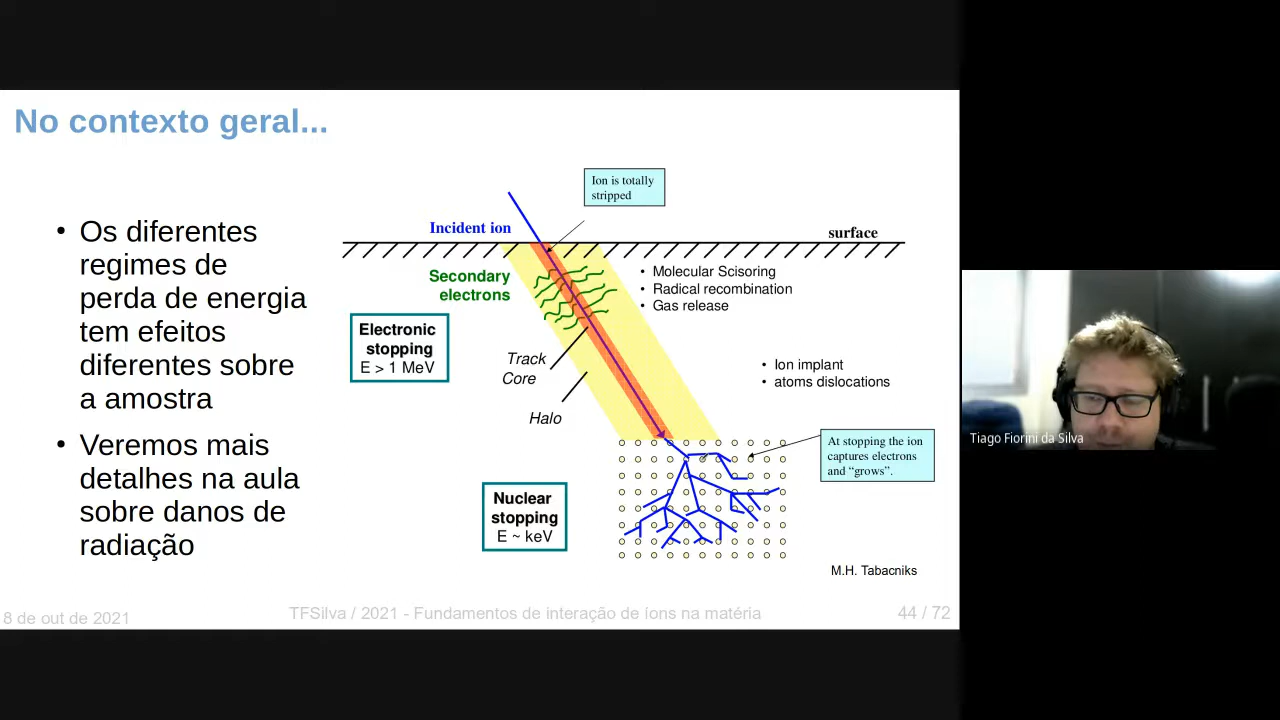 No contexto geral...
• Os diferentes
regimes de
perda de energia
tem efeitos
diferentes sobre
a amostra
• Veremos mais
detalhes na aula
sobre danos de
radiação
Ion is totally
stripped
Incident ion
surface
Secondary
electrons
• Molecular Scisoring
• Radical recombination
• Gas release
Electronic
stopping
E > 1 MeV
Track
Core
Halo
• Ion implant
• atoms dislocations
At stopping the ion
captures electrons
and “grows”.
Nuclear
stopping
E ~ keV
M.H. Tabacniks
8 de out de 2021
TFSilva / 2021 - Fundamentos de interação de íons na matéria
44 / 72
Tiago Fiorini da Silva